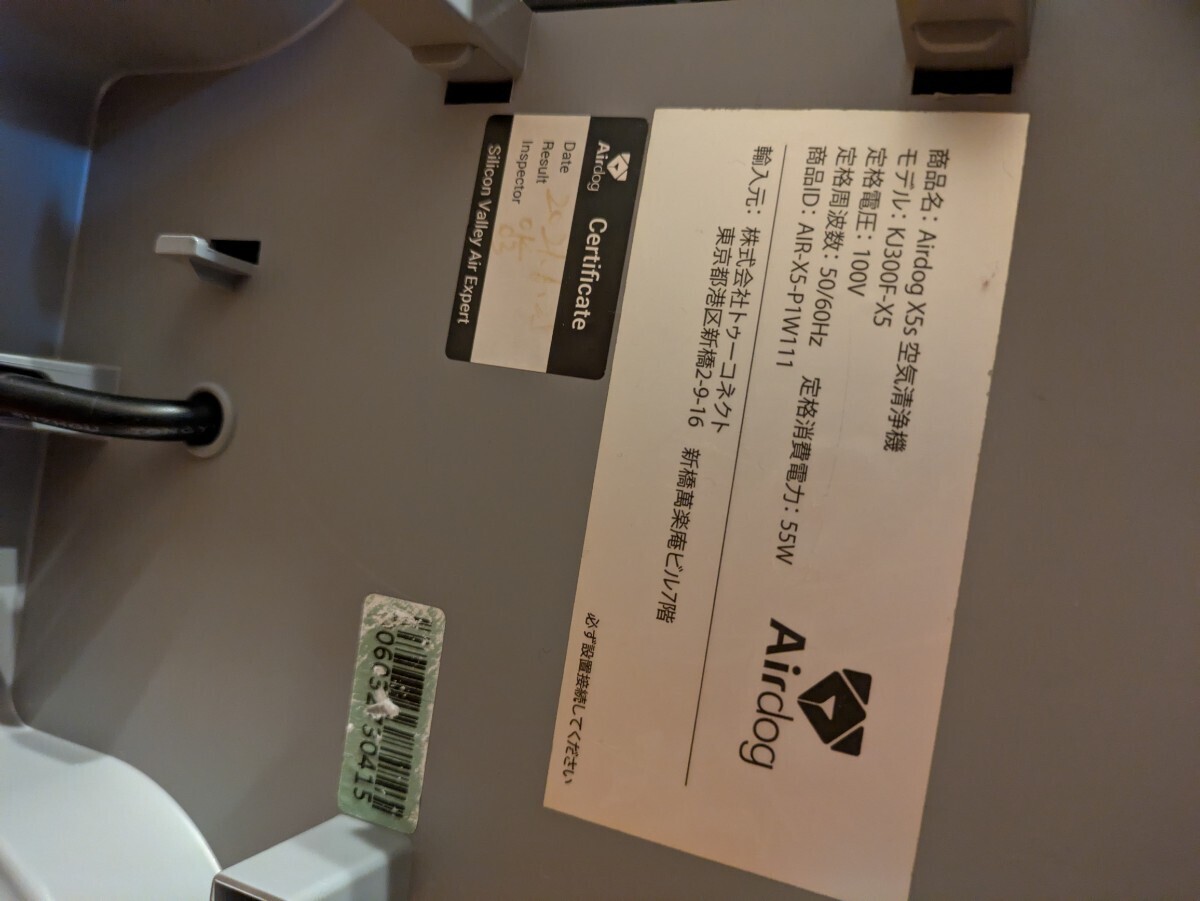 商品名：Airdog X5s 空気清浄機
モデル：KJ300F-X5
定格電圧：100V
定格周波数：50/60Hz 定格消費電力：55W
商品ID：AIR-X5-P1W111
Airdog
輸入元：株式会社トゥーコネクト
東京都港区新橋2-9-16 新橋萬楽庵ビル7階
必ず設置接続してください
Airdog Certificate
Date
Result
Inspector
Silicon Valley Air Expert